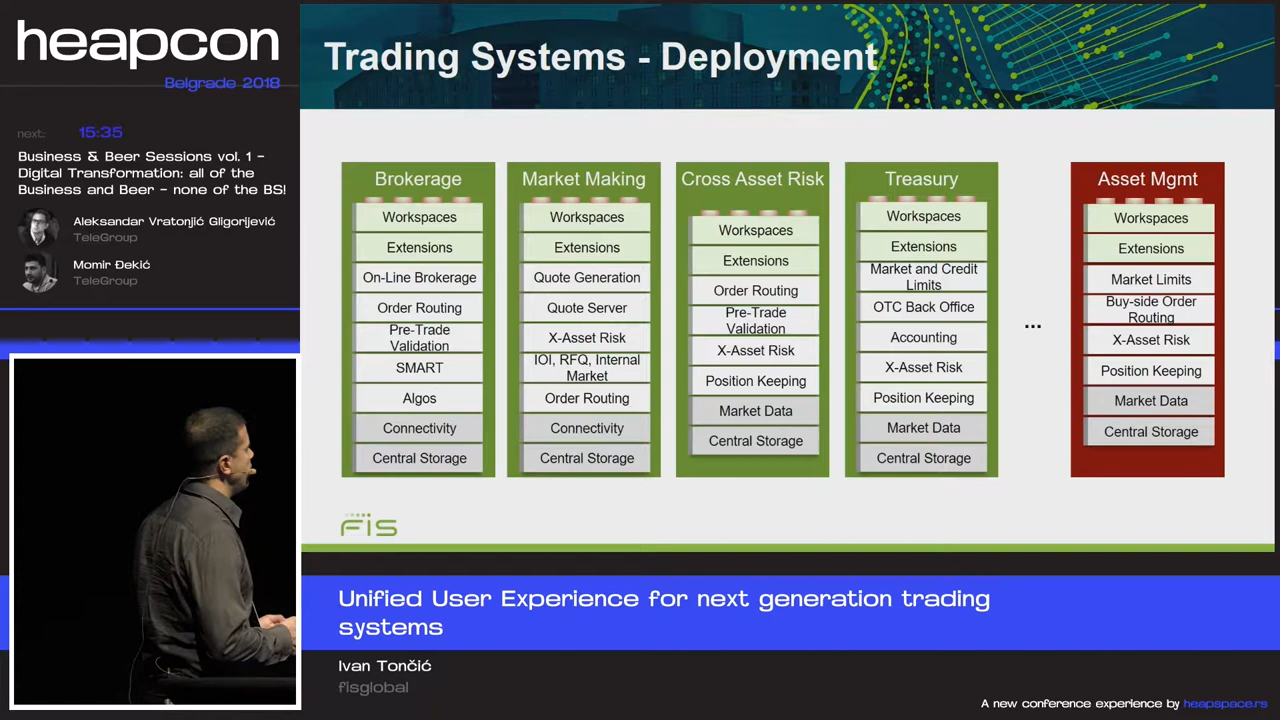 heapcon
Belgrade 2018
next: 15:35
Business & Beer Sessions vol. 1 -
Digital Transformation: all of the
Business and Beer - none of the BS!
Aleksandar Vratonjić Gligorijević
TeleGroup
Momir Đekić
TeleGroup
Trading Systems - Deployment
Brokerage
Workspaces
Extensions
On-Line Brokerage
Order Routing
Pre-Trade
Validation
SMART
Algos
Connectivity
Central Storage
Market Making
Workspaces
Extensions
Quote Generation
Quote Server
X-Asset Risk
IOI, RFQ, Internal
Market
Order Routing
Connectivity
Central Storage
Cross Asset Risk
Workspaces
Extensions
Order Routing
Pre-Trade
Validation
X-Asset Risk
Position Keeping
Market Data
Central Storage
Treasury
Workspaces
Extensions
Market and Credit
Limits
OTC Back Office
Accounting
X-Asset Risk
Position Keeping
Market Data
Central Storage
...
Asset Mgmt
Workspaces
Extensions
Market Limits
Buy-side Order
Routing
X-Asset Risk
Position Keeping
Market Data
Central Storage
FIS
Unified User Experience for next generation trading
systems
Ivan Tončić
fisglobal
A new conference experience by heapspace.rs